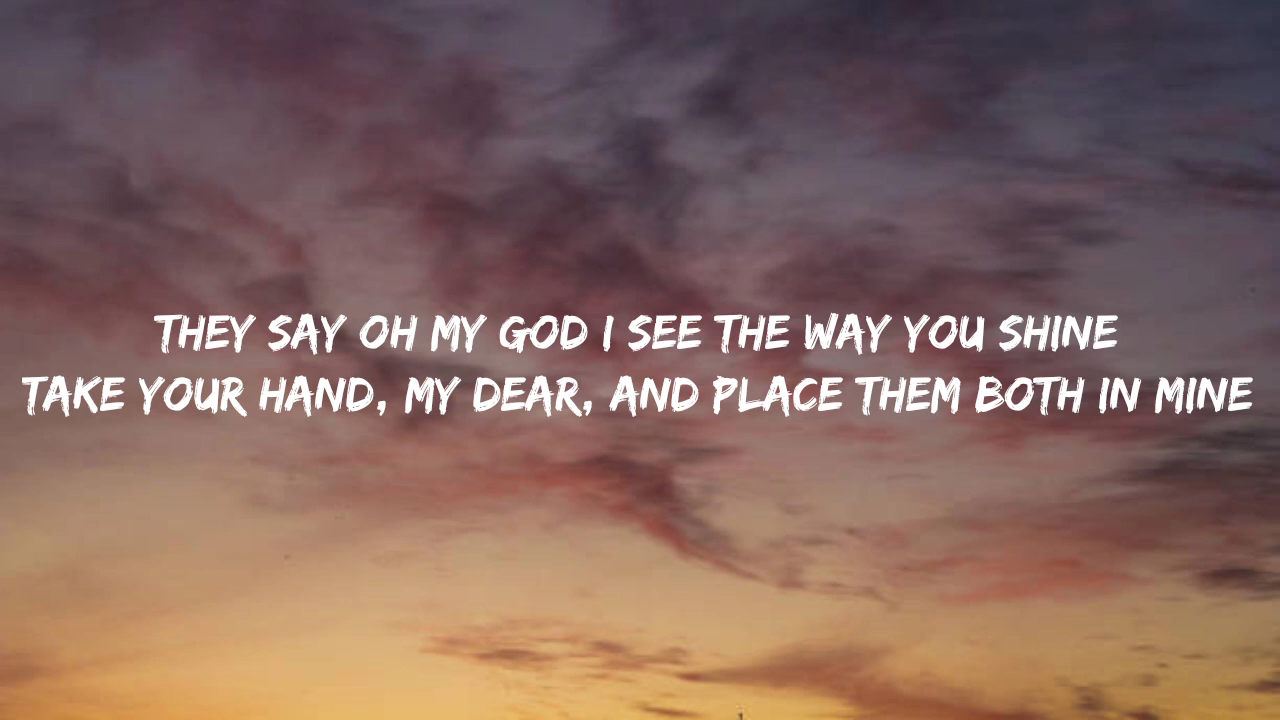 THEY SAY OH MY GOD I SEE THE WAY YOU SHINE
TAKE YOUR HAND, MY DEAR, AND PLACE THEM BOTH IN MINE